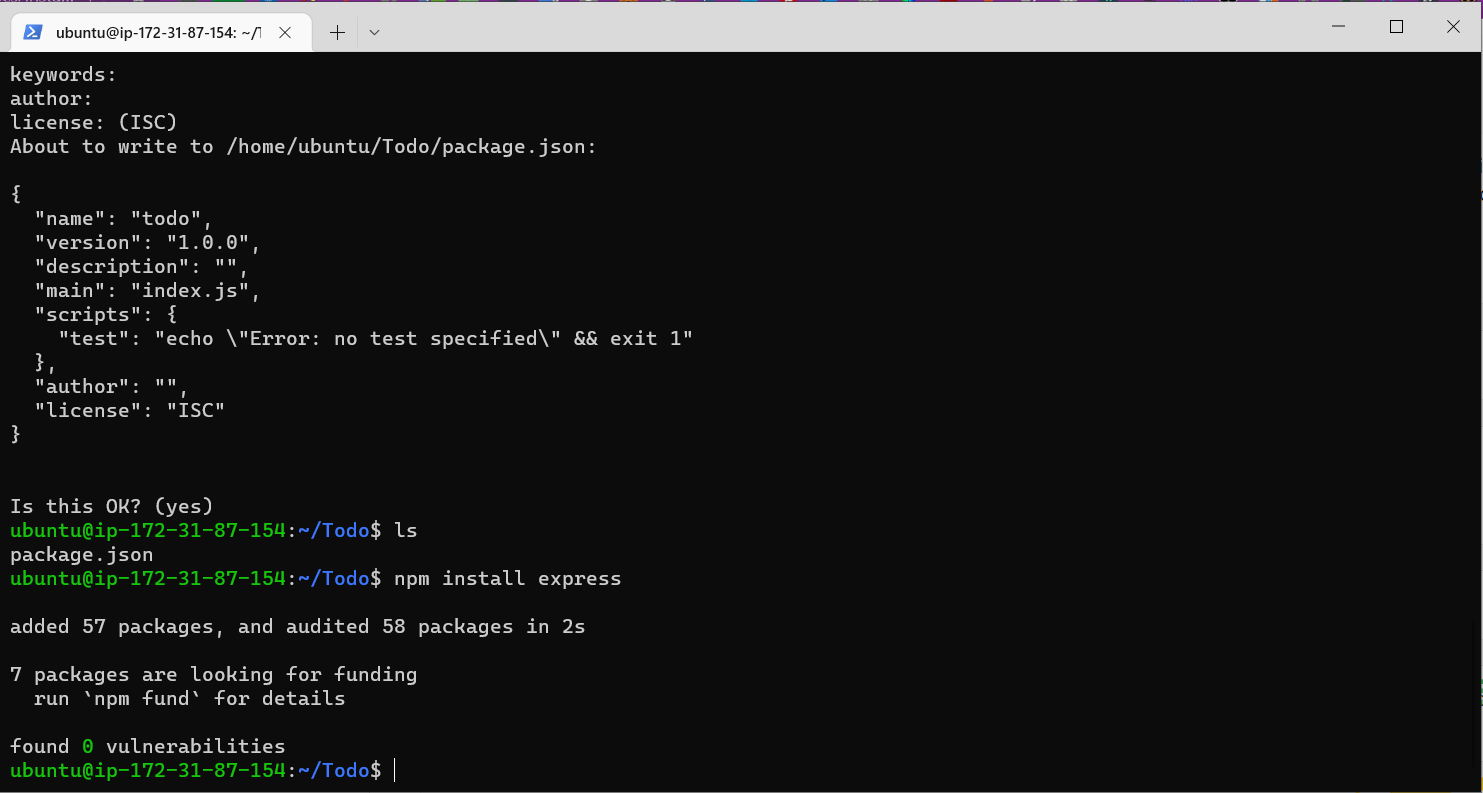 ubuntu@ip-172-31-87-154: ~/T
keywords:
author:
license: (ISC)
About to write to /home/ubuntu/Todo/package.json:
{
  "name": "todo",
  "version": "1.0.0",
  "description": "",
  "main": "index.js",
  "scripts": {
    "test": "echo \"Error: no test specified\" && exit 1"
  },
  "author": "",
  "license": "ISC"
}
Is this OK? (yes)
ubuntu@ip-172-31-87-154:~/Todo$ ls
package.json
ubuntu@ip-172-31-87-154:~/Todo$ npm install express
added 57 packages, and audited 58 packages in 2s
7 packages are looking for funding
  run `npm fund` for details
found 0 vulnerabilities
ubuntu@ip-172-31-87-154:~/Todo$